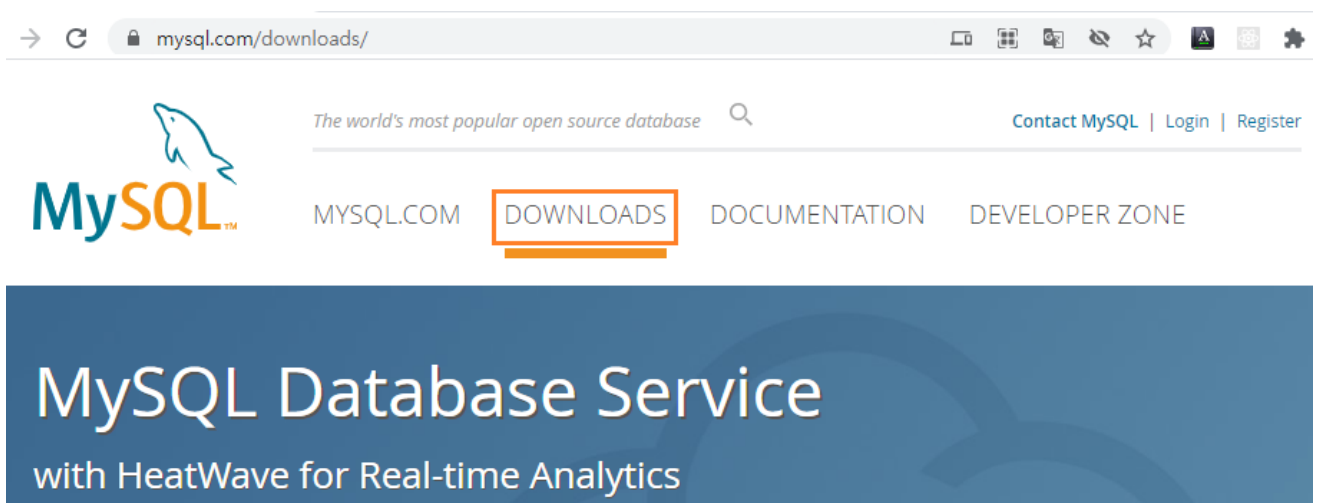 mysql.com/downloads/
The world's most popular open source database
Contact MySQL | Login | Register
MySQL™
MYSQL.COM DOWNLOADS DOCUMENTATION DEVELOPER ZONE
MySQL Database Service
with HeatWave for Real-time Analytics